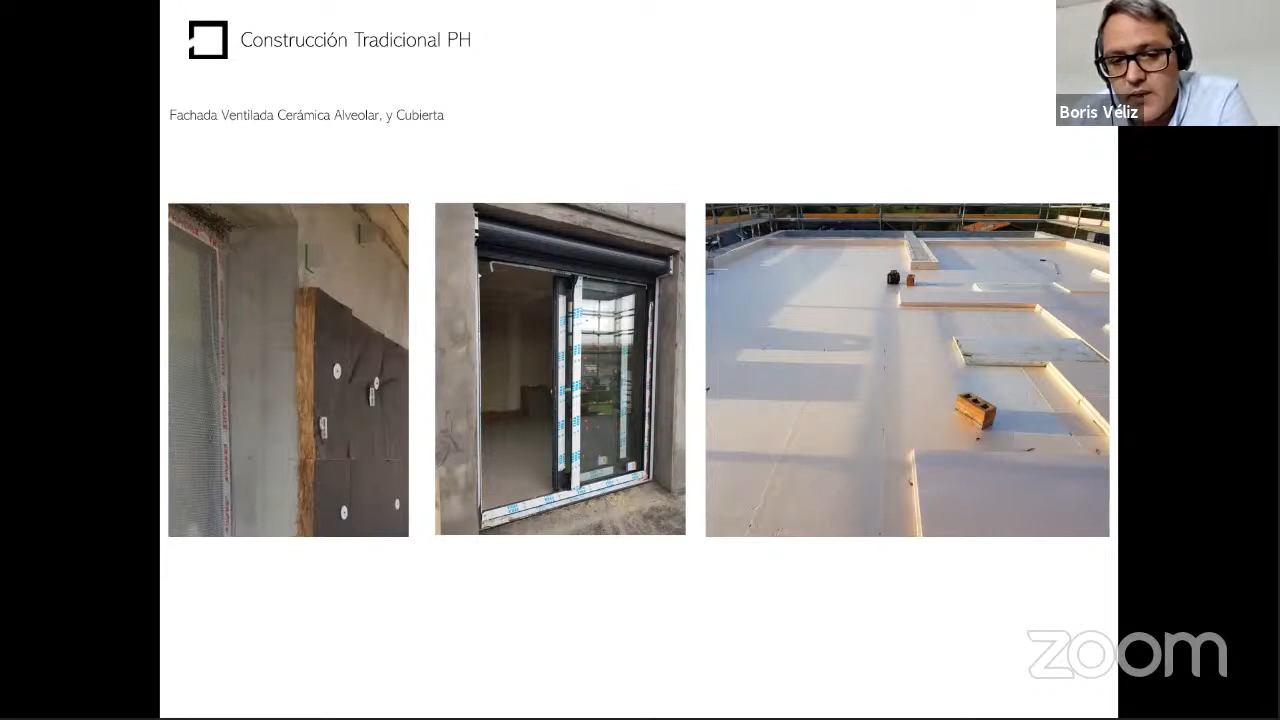 Construcción Tradicional PH
Boris Véliz
Fachada Ventilada Cerámica Alveolar, y Cubierta
zoom